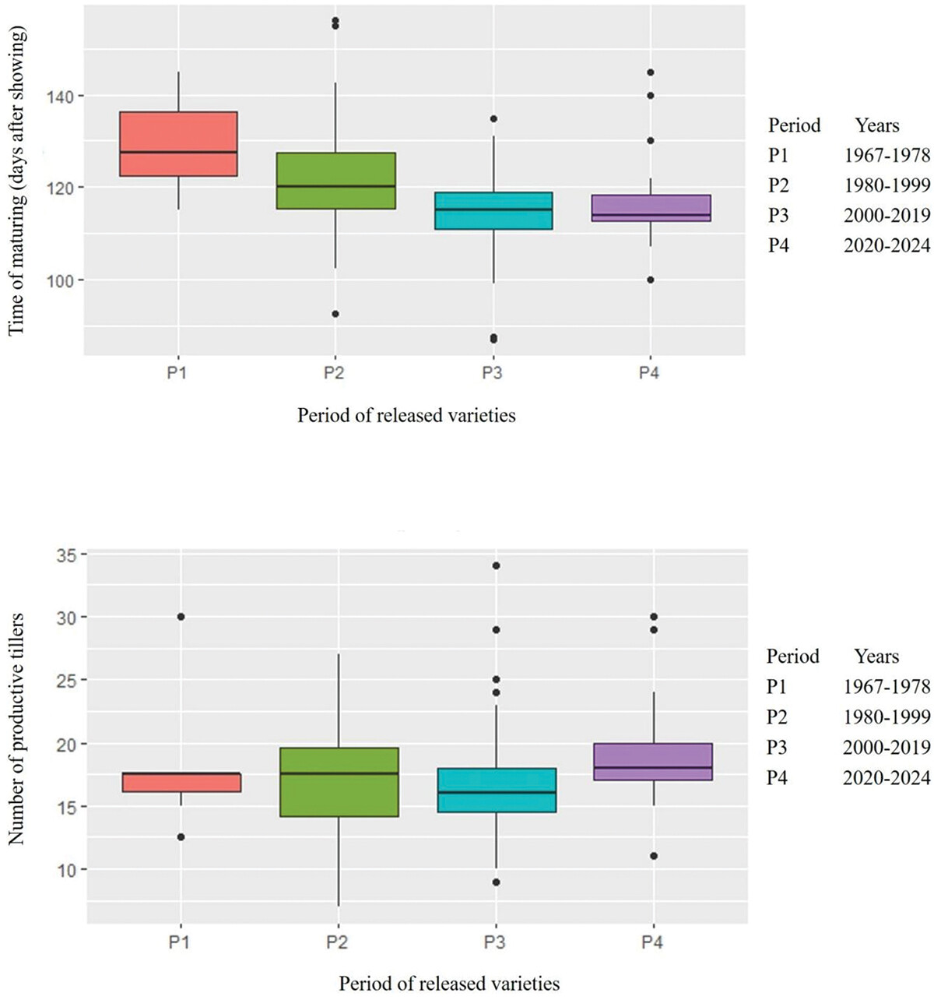 Time of maturing (days after showing)
140
120
100
P1 P2 P3 P4
Period of released varieties
Period Years
P1 1967-1978
P2 1980-1999
P3 2000-2019
P4 2020-2024
Number of productive tillers
35
30
25
20
15
10
P1 P2 P3 P4
Period of released varieties
Period Years
P1 1967-1978
P2 1980-1999
P3 2000-2019
P4 2020-2024